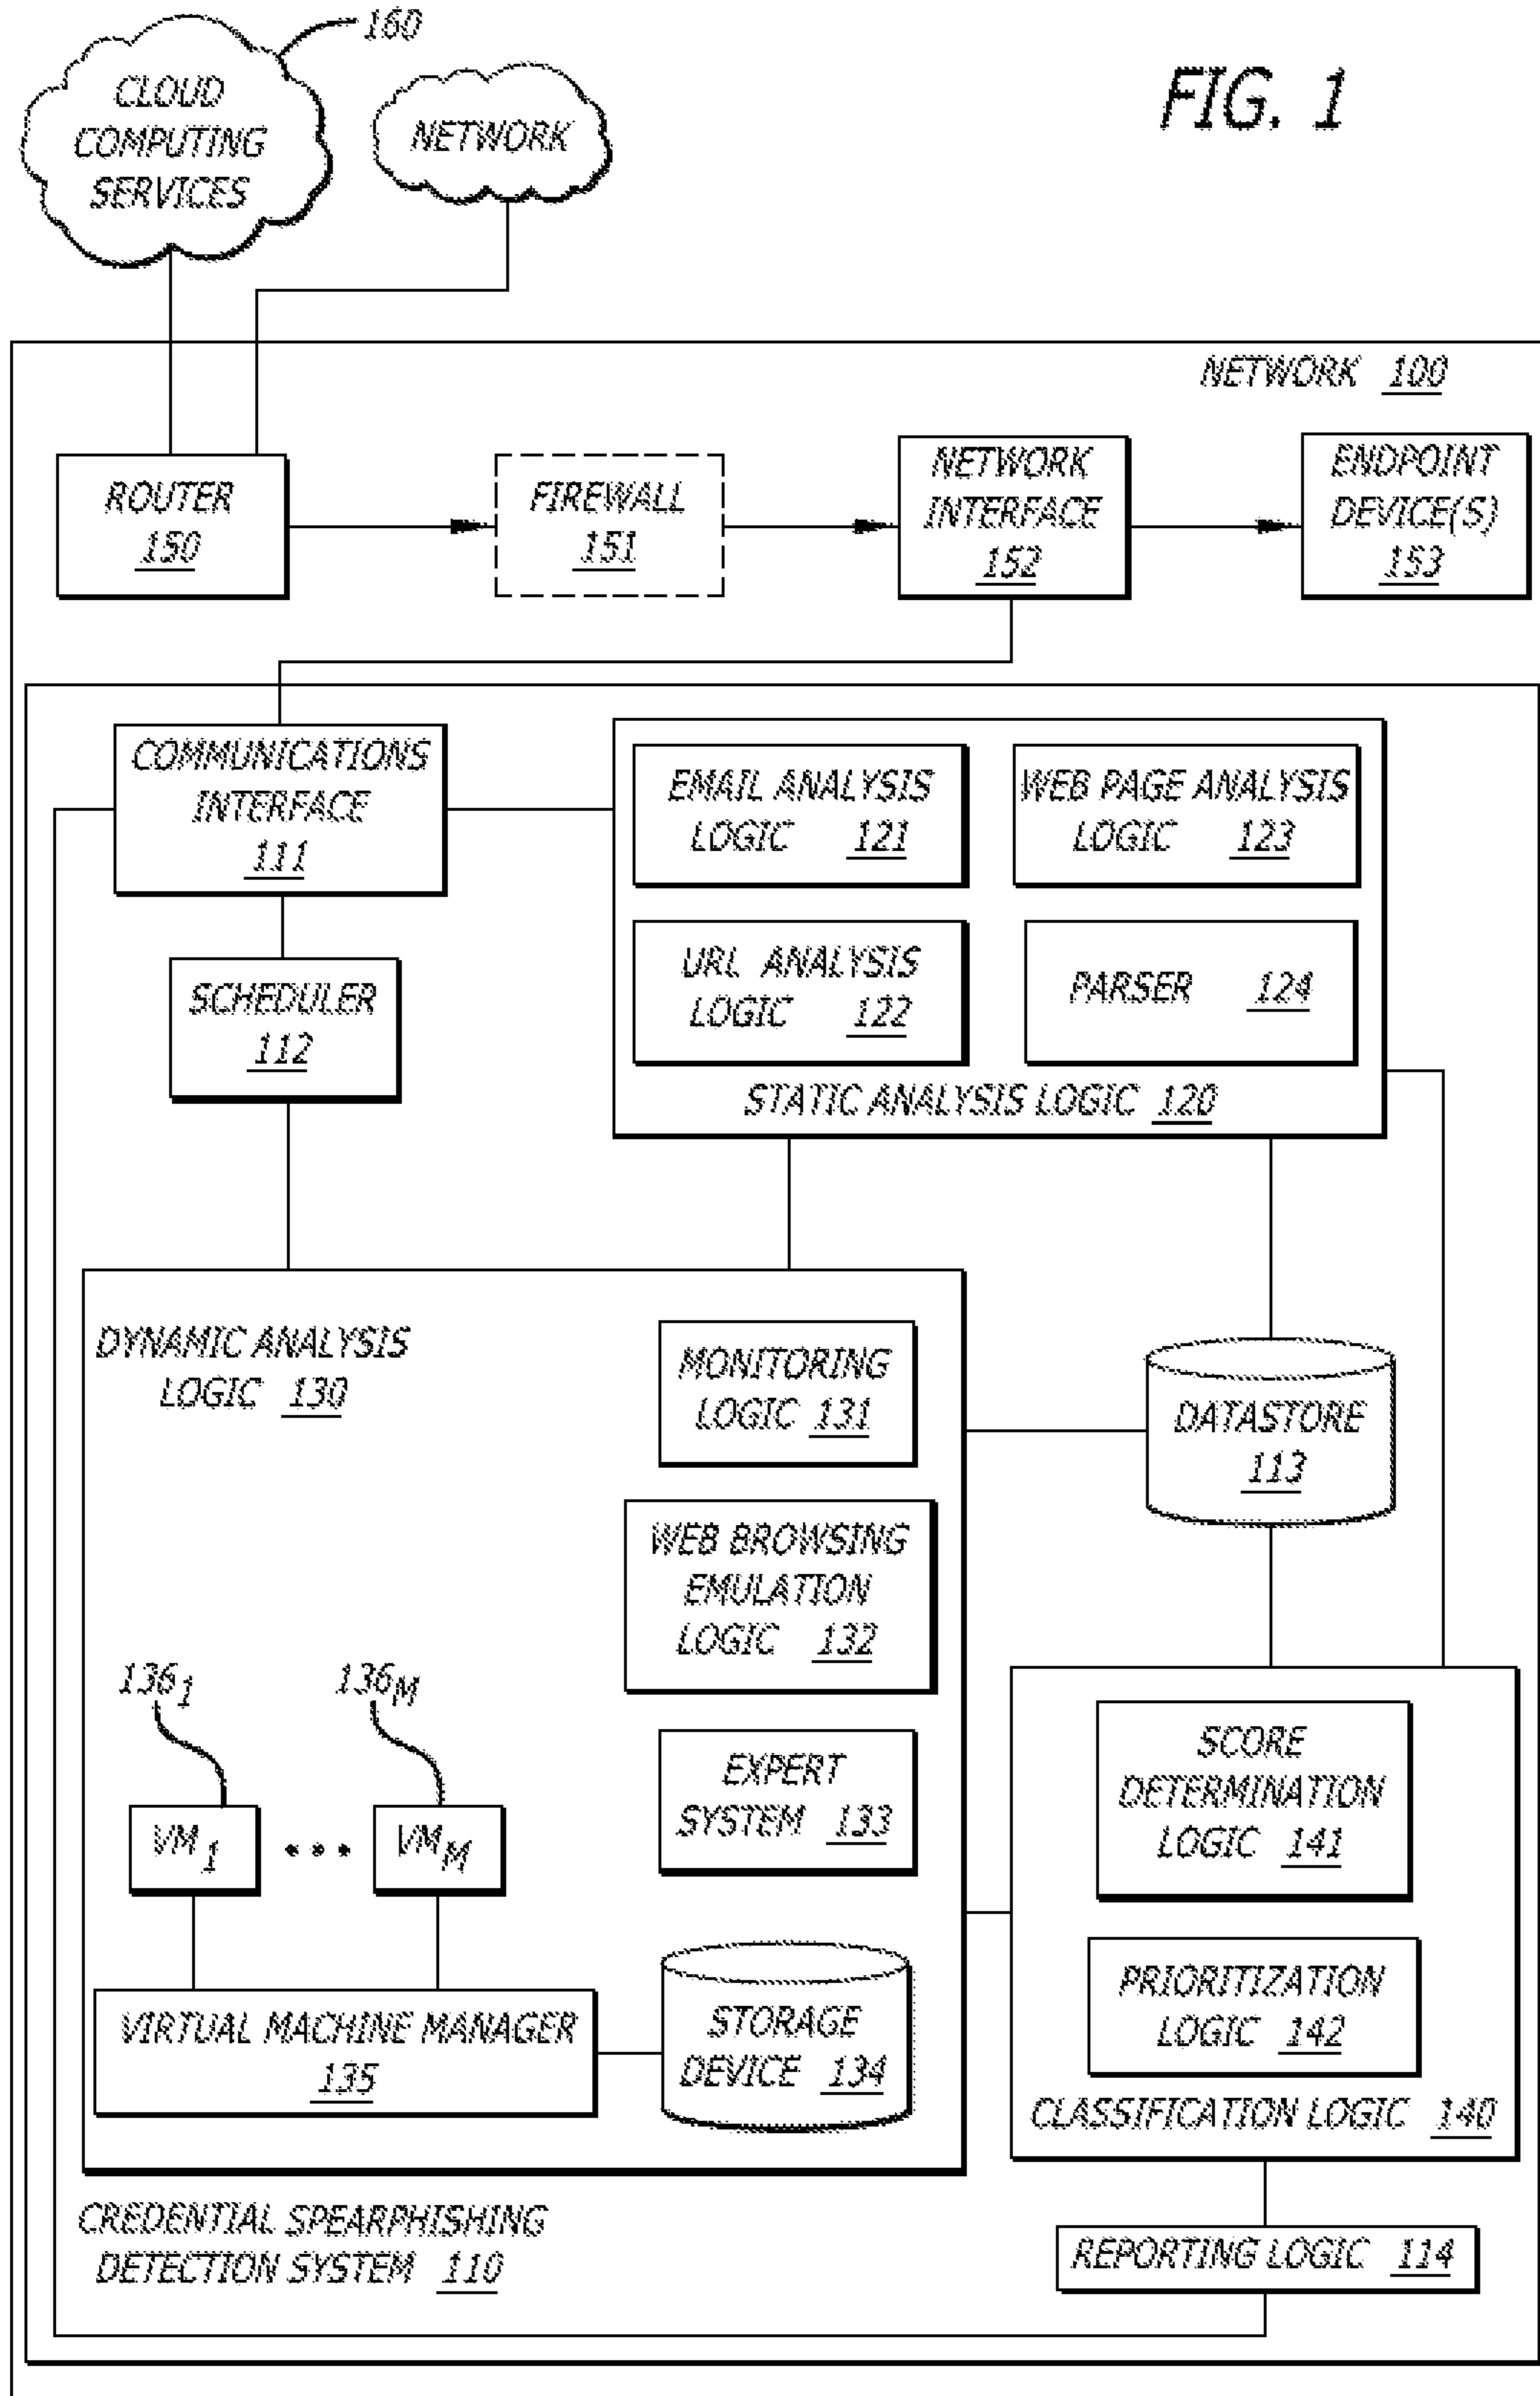 160
FIG. 1
CLOUD
COMPUTING
SERVICES
NETWORK
NETWORK 100
ROUTER
150
FIREWALL
151
NETWORK
INTERFACE
152
ENDPOINT
DEVICE(S)
153
COMMUNICATIONS
INTERFACE
111
EMAIL ANALYSIS
LOGIC 121
WEB PAGE ANALYSIS
LOGIC 123
SCHEDULER
112
URL ANALYSIS
LOGIC 122
PARSER 124
STATIC ANALYSIS LOGIC 120
DYNAMIC ANALYSIS
LOGIC 130
MONITORING
LOGIC 131
DATASTORE
113
WEB BROWSING
EMULATION
LOGIC 132
136₁
136M
VM₁
•••
VMM
EXPERT
SYSTEM 133
SCORE
DETERMINATION
LOGIC 141
VIRTUAL MACHINE MANAGER
135
STORAGE
DEVICE 134
PRIORITIZATION
LOGIC 142
CLASSIFICATION LOGIC 140
CREDENTIAL SPEARPHISHING
DETECTION SYSTEM 110
REPORTING LOGIC 114